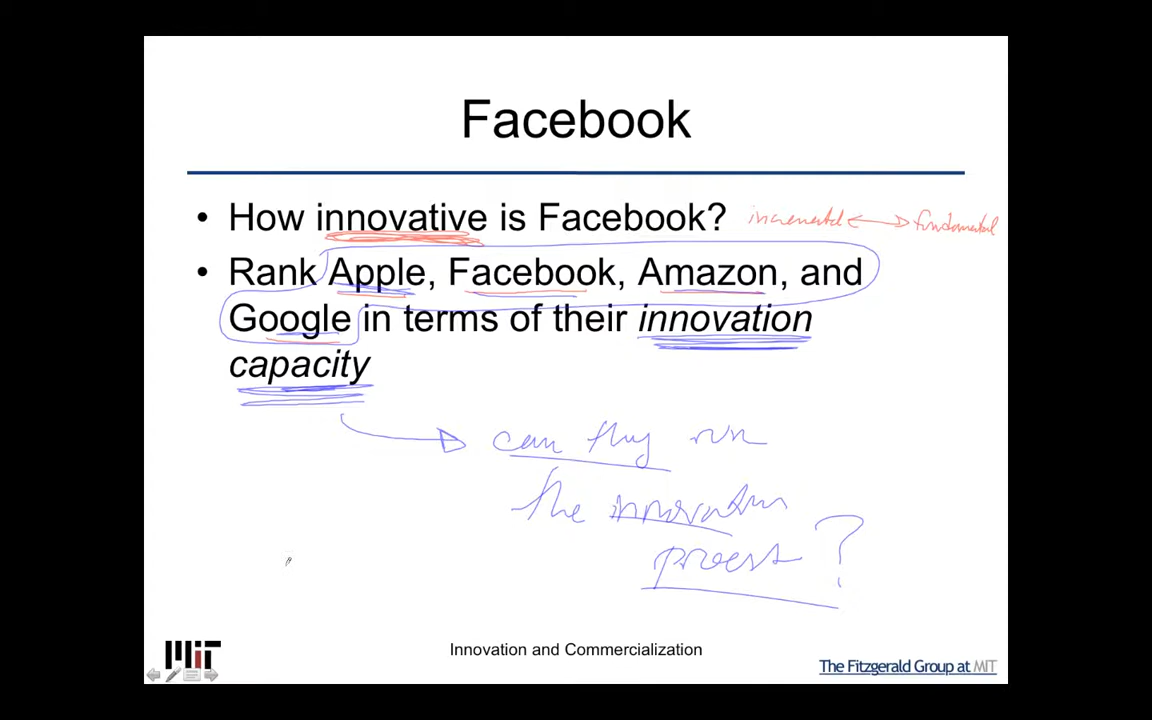 Facebook
• How innovative is Facebook? incremental fundamental
• Rank Apple, Facebook, Amazon, and
Google in terms of their innovation
capacity
can they run
the innovation
process?
MIT
Innovation and Commercialization
The Fitzgerald Group at MIT